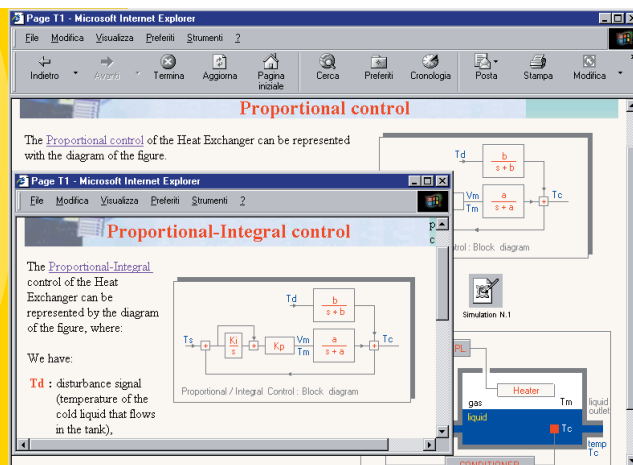 Page T1 - Microsoft Internet Explorer
File Modifica Visualizza Preferiti Strumenti ?
Indietro Avanti Termina Aggiorna Pagina iniziale Cerca Preferiti Cronologia Posta Stampa Modifica
Proportional control
The Proportional control of the Heat Exchanger can be represented
with the diagram of the figure.
Td b
s + b
Vm a Tc
Tm s + a
trol : Block diagram
Simulation N.1
Page T1 - Microsoft Internet Explorer
File Modifica Visualizza Preferiti Strumenti ?
Proportional-Integral control
The Proportional-Integral
control of the Heat
Exchanger can be
represented by the diagram
of the figure, where:
We have:
Td : disturbance signal
(temperature of the
cold liquid that flows
in the tank),
Td b
s + b
Ts Ki Kp Vm a Tc
s Tm s + a
Proportional / Integral Control : Block diagram
p
c
PL
Heater
gas Tm liquid
outlet
liquid
Tc
temp
Tc
CONDITIONER